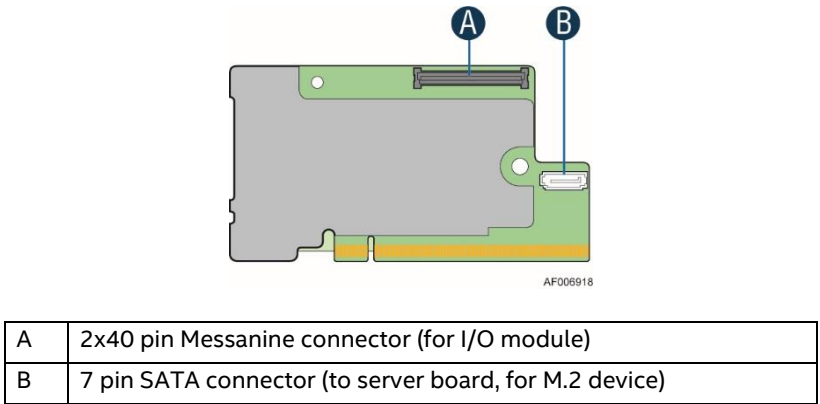 A B
AF006918
A 2x40 pin Messanine connector (for I/O module)
B 7 pin SATA connector (to server board, for M.2 device)